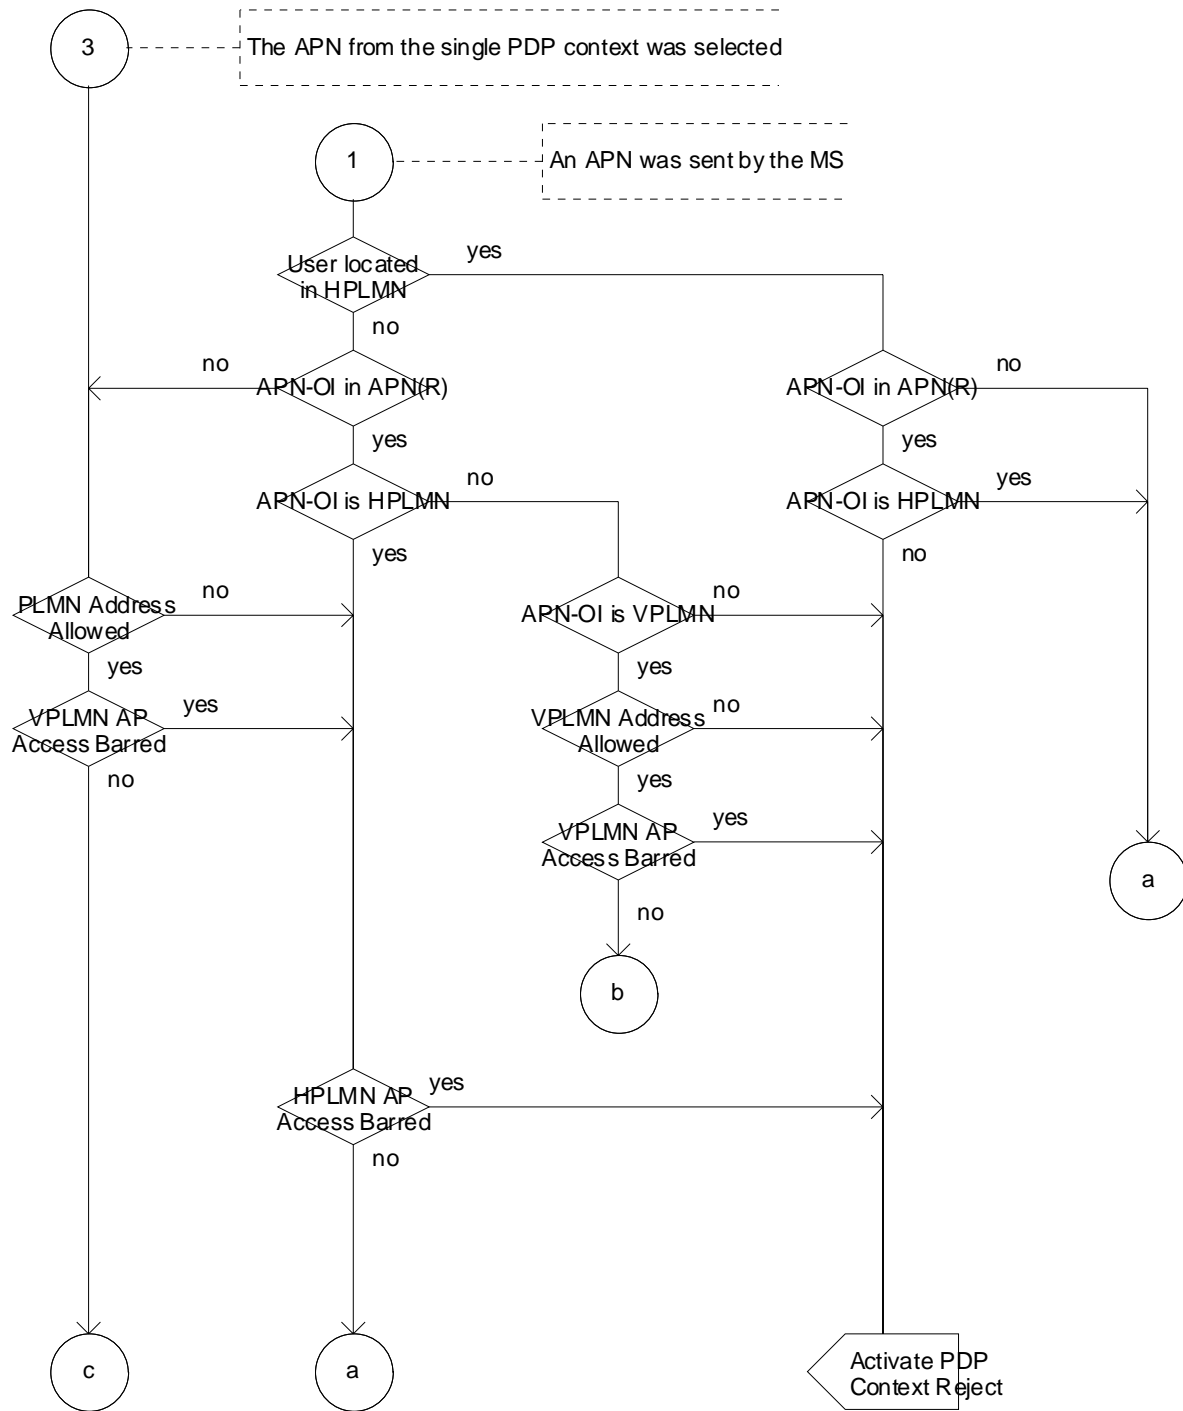 3
The APN from the single PDP context was selected
1
An APN was sent by the MS
User located
in HPLMN
yes
no
no
APN-OI in APN(R)
APN-OI in APN(R)
no
yes
yes
APN-OI is HPLMN
no
APN-OI is HPLMN
yes
yes
no
PLMN Address
Allowed
no
APN-OI is VPLMN
no
yes
yes
VPLMN AP
Access Barred
yes
VPLMN Address
Allowed
no
no
yes
VPLMN AP
Access Barred
yes
a
no
b
HPLMN AP
Access Barred
yes
no
c
a
Activate PDP
Context Reject